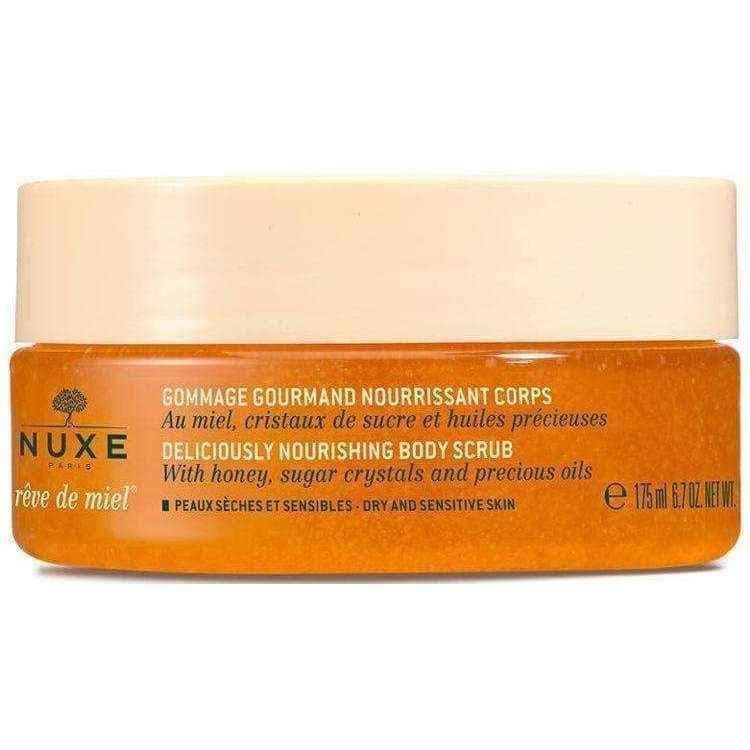 NUXE
PARIS
rêve de miel®
GOMMAGE GOURMAND NOURRISSANT CORPS
Au miel, cristaux de sucre et huiles précieuses
DELICIOUSLY NOURISHING BODY SCRUB
With honey, sugar crystals and precious oils
PEAUX SÈCHES ET SENSIBLES · DRY AND SENSITIVE SKIN
℮ 175 ml 6.7 OZ. NET WT.